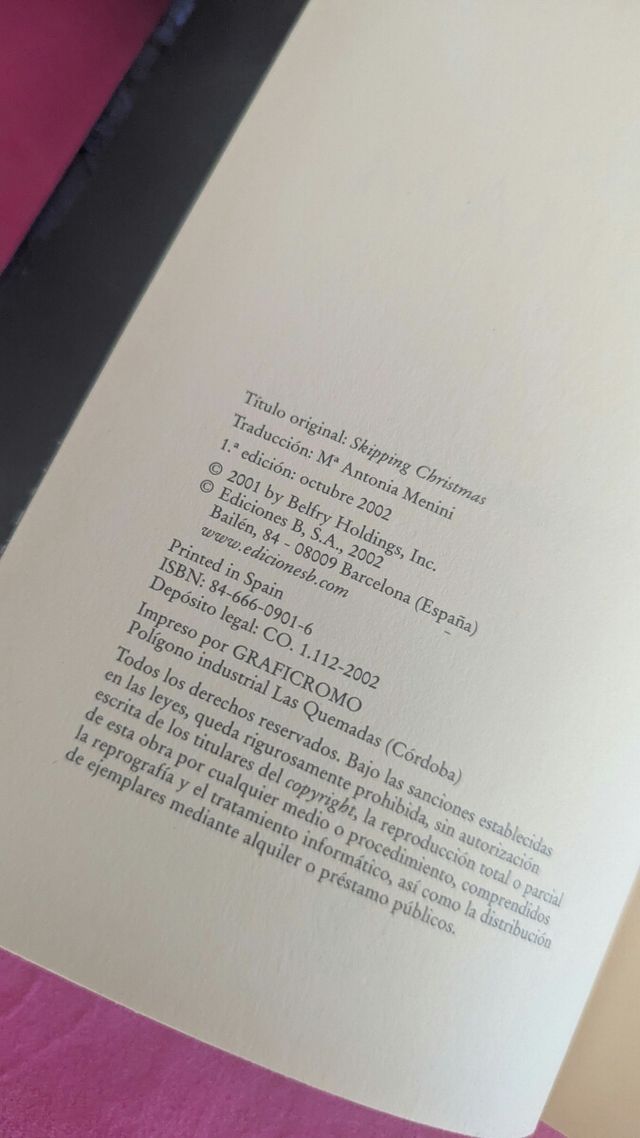 Título original: Skipping Christmas
Traducción: Mª Antonia Menini
1.ª edición: octubre 2002
© 2001 by Belfry Holdings, Inc.
© Ediciones B, S.A., 2002
Bailén, 84 - 08009 Barcelona (España)
www.edicionesb.com
Printed in Spain
ISBN: 84-666-0901-6
Depósito legal: CO. 1.112-2002
Impreso por GRAFICROMO
Polígono industrial Las Quemadas (Córdoba)
Todos los derechos reservados. Bajo las sanciones establecidas
en las leyes, queda rigurosamente prohibida, sin autorización
escrita de los titulares del copyright, la reproducción total o parcial
de esta obra por cualquier medio o procedimiento, comprendidos
la reprografía y el tratamiento informático, así como la distribución
de ejemplares mediante alquiler o préstamo públicos.